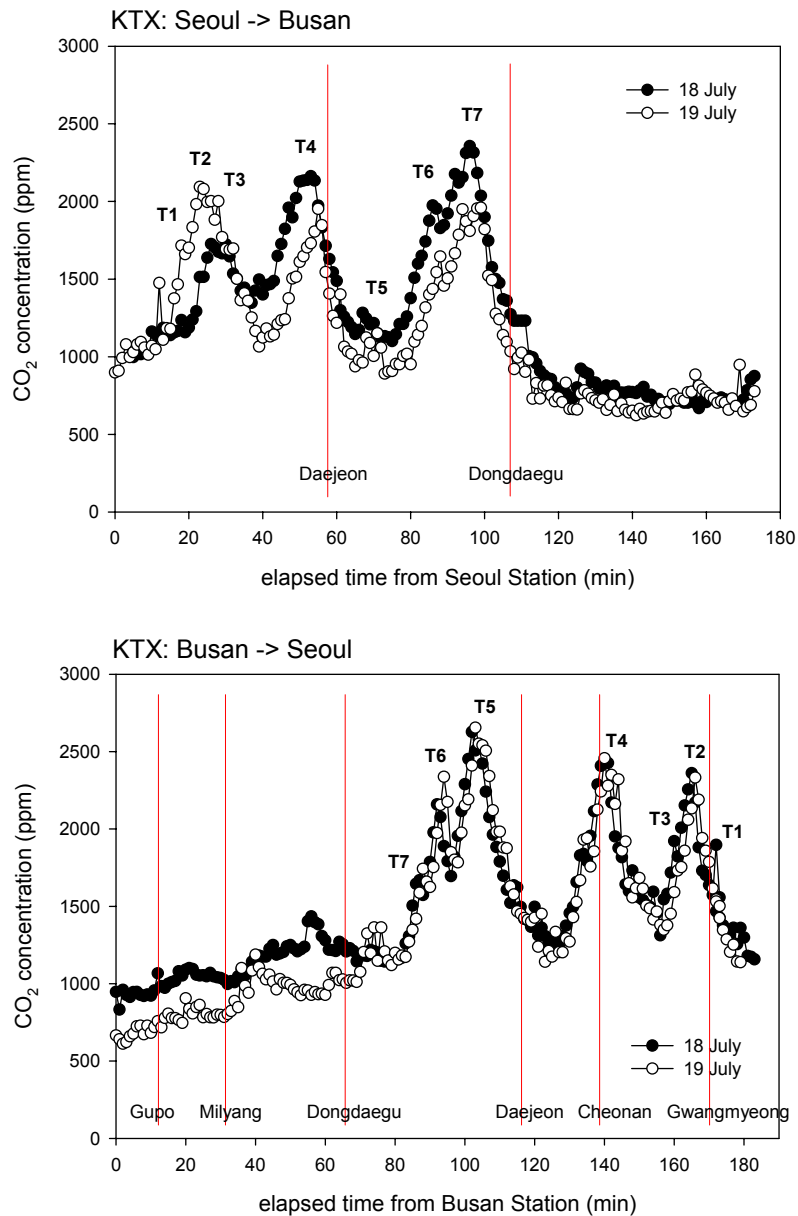 KTX: Seoul -> Busan
3000
2500
2000
1500
1000
500
0
CO2 concentration (ppm)
18 July
19 July
T1
T2
T3
T4
T5
T6
T7
Daejeon
Dongdaegu
0 20 40 60 80 100 120 140 160 180
elapsed time from Seoul Station (min)
KTX: Busan -> Seoul
3000
2500
2000
1500
1000
500
0
CO2 concentration (ppm)
T7
T6
T5
T4
T3
T2
T1
18 July
19 July
Gupo Milyang Dongdaegu Daejeon Cheonan Gwangmyeong
0 20 40 60 80 100 120 140 160 180
elapsed time from Busan Station (min)